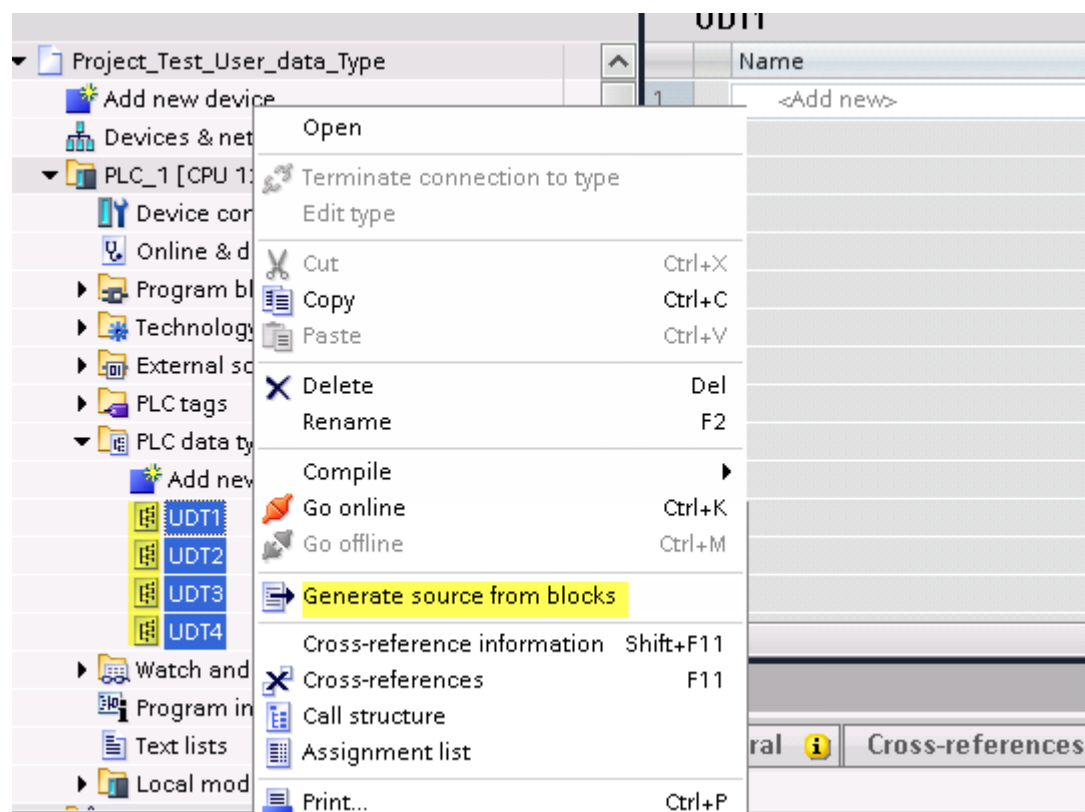 UDT1
Project_Test_User_data_Type
Name
Add new device
1
<Add new>
Open
Devices & net
Terminate connection to type
PLC_1 [CPU 1
Edit type
Device cor
Online & d
Cut Ctrl+X
Program bl
Copy Ctrl+C
Technology
Paste Ctrl+V
External so
PLC tags
Delete Del
Rename F2
PLC data ty
Add new
Compile
UDT1
Go online Ctrl+K
UDT2
Go offline Ctrl+M
UDT3
Generate source from blocks
UDT4
Cross-reference information Shift+F11
Watch and
Cross-references F11
Program in
Call structure
Text lists
Assignment list
ral
Cross-references
Local mod
Print... Ctrl+P